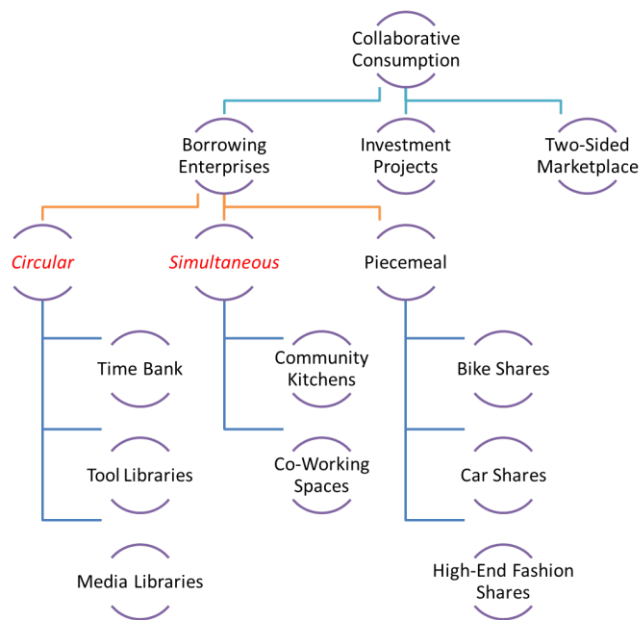 Collaborative
Consumption
Borrowing
Enterprises
Investment
Projects
Two-Sided
Marketplace
Circular
Simultaneous
Piecemeal
Time Bank
Community
Kitchens
Bike Shares
Tool Libraries
Co-Working
Spaces
Car Shares
Media Libraries
High-End Fashion
Shares